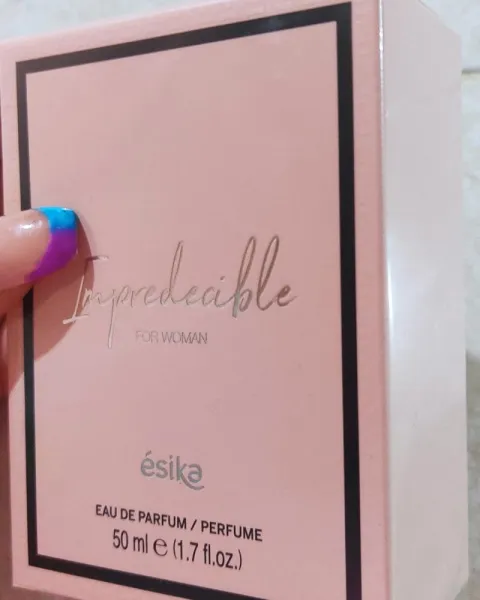 Impredecible
FOR WOMAN
ésika
EAU DE PARFUM / PERFUME
50 ml e (1.7 fl.oz.)